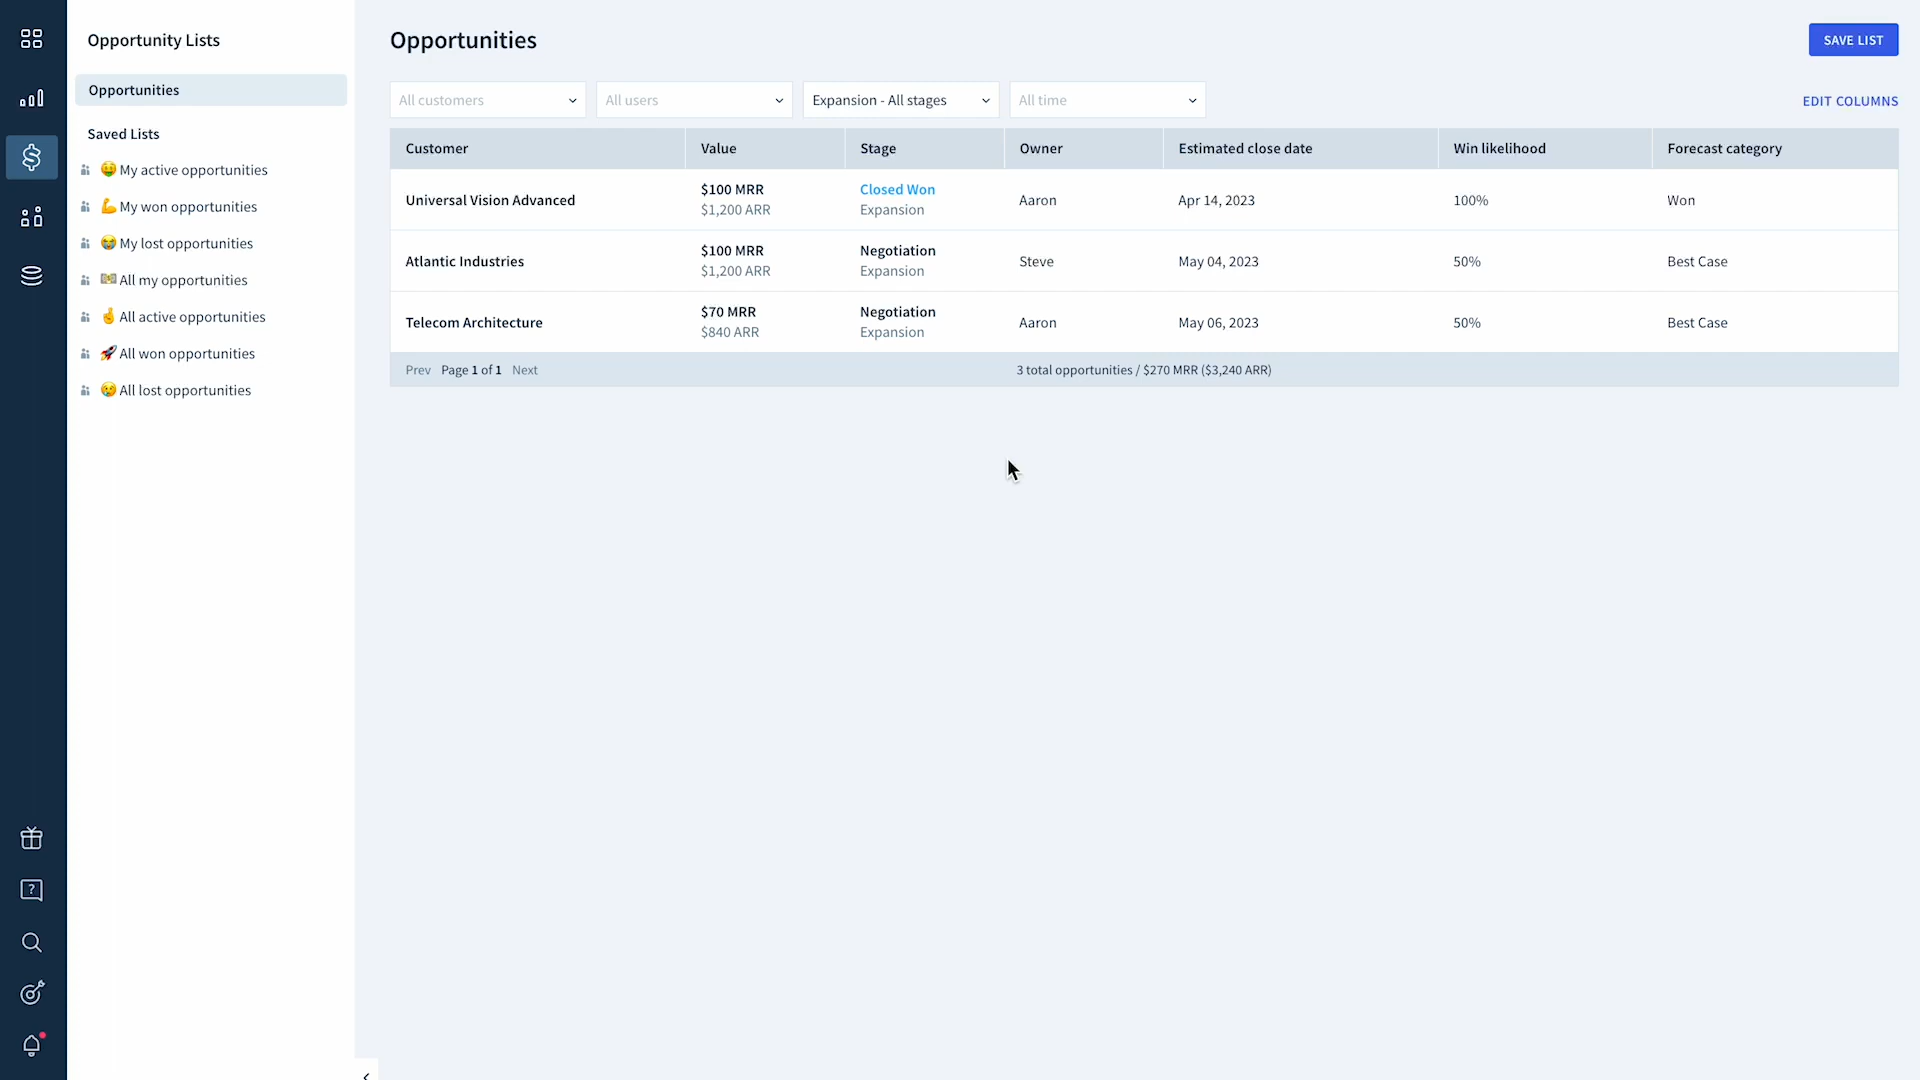 Opportunity Lists
Opportunities
Saved Lists
My active opportunities
My won opportunities
My lost opportunities
All my opportunities
All active opportunities
All won opportunities
All lost opportunities
Opportunities
SAVE LIST
All customers
All users
Expansion - All stages
All time
EDIT COLUMNS
Customer Value Stage Owner Estimated close date Win likelihood Forecast category
Universal Vision Advanced $100 MRR $1,200 ARR Closed Won Expansion Aaron Apr 14, 2023 100% Won
Atlantic Industries $100 MRR $1,200 ARR Negotiation Expansion Steve May 04, 2023 50% Best Case
Telecom Architecture $70 MRR $840 ARR Negotiation Expansion Aaron May 06, 2023 50% Best Case
Prev Page 1 of 1 Next 3 total opportunities / $270 MRR ($3,240 ARR)